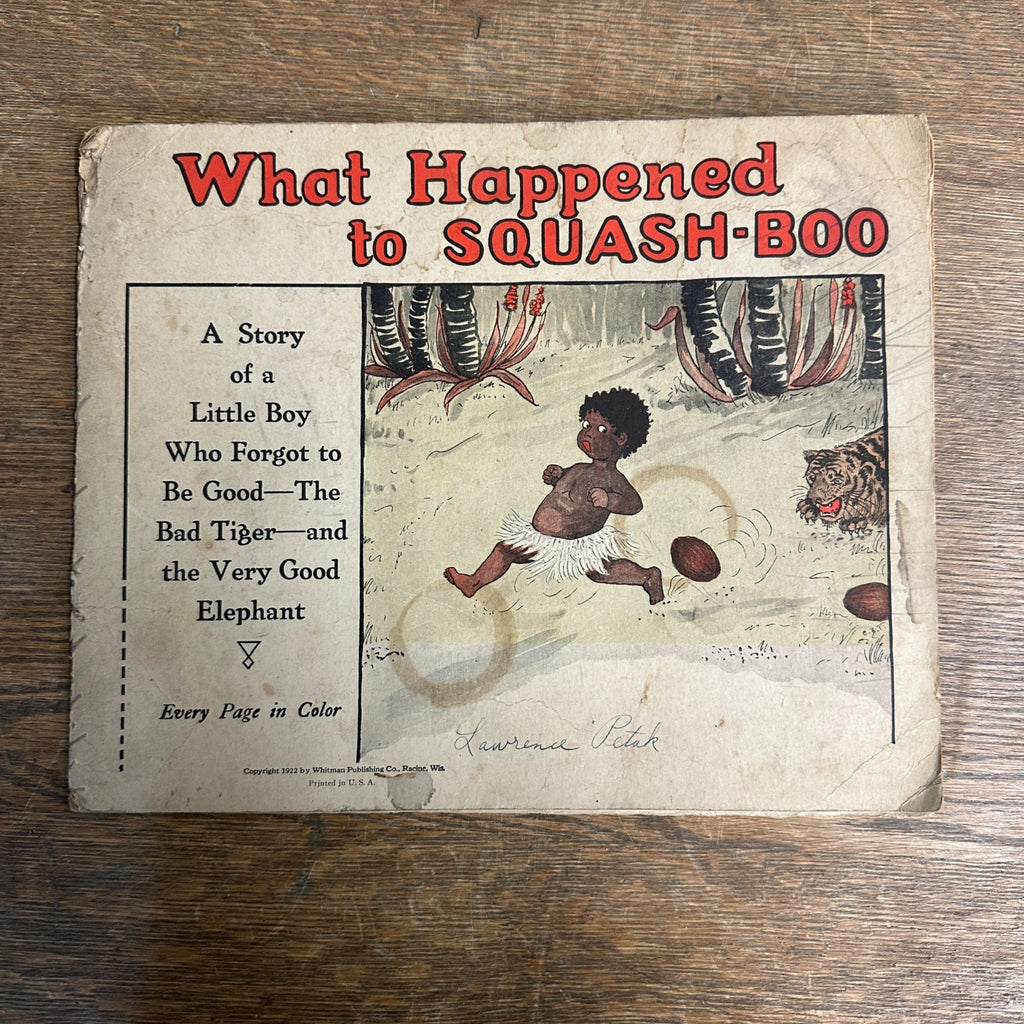 What Happened
to SQUASH-BOO
A Story
of a
Little Boy
Who Forgot to
Be Good—The
Bad Tiger—and
the Very Good
Elephant
Every Page in Color
Lawrence Petak
Copyright 1922 by Whitman Publishing Co., Racine, Wis.
Printed in U. S. A.